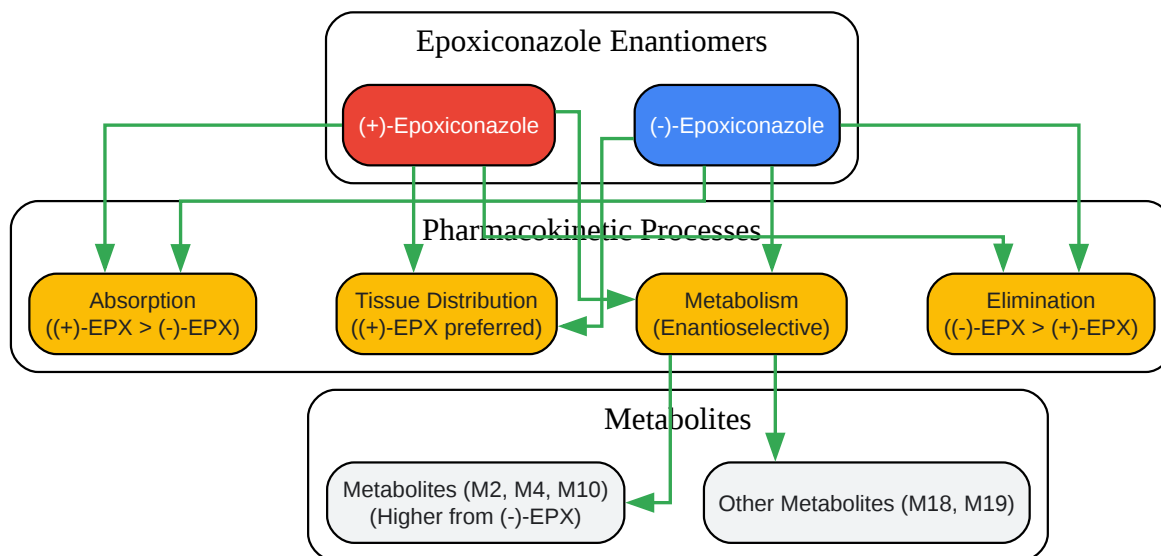 Epoxiconazole Enantiomers
(+)-Epoxiconazole
(-)-Epoxiconazole
Pharmacokinetic Processes
Absorption
((+)-EPX > (-)-EPX)
Tissue Distribution
((+)-EPX preferred)
Metabolism
(Enantioselective)
Elimination
((-)-EPX > (+)-EPX)
Metabolites
Metabolites (M2, M4, M10)
(Higher from (-)-EPX)
Other Metabolites (M18, M19)